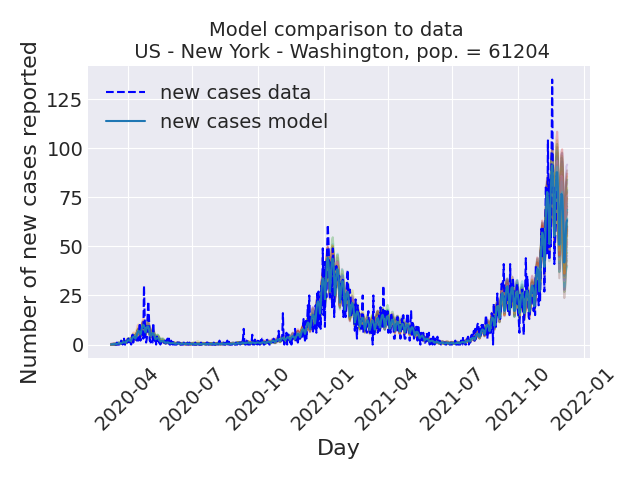 Model comparison to data
US - New York - Washington, pop. = 61204
new cases data
new cases model
Number of new cases reported
125
100
75
50
25
0
2020-04
2020-07
2020-10
2021-01
2021-04
2021-07
2021-10
2022-01
Day